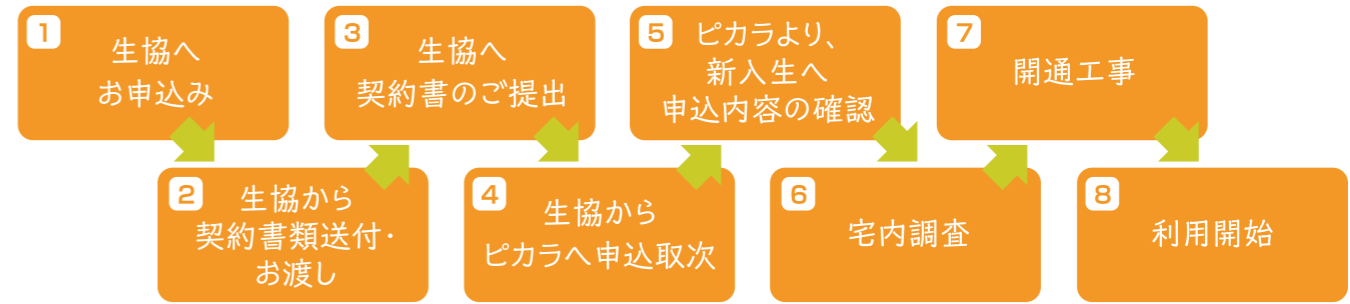 1
生協へ
お申込み
2
生協から
契約書類送付・
お渡し
3
生協へ
契約書のご提出
4
生協から
ピカラへ申込取次
5
ピカラより、
新入生へ
申込内容の確認
6
宅内調査
7
開通工事
8
利用開始